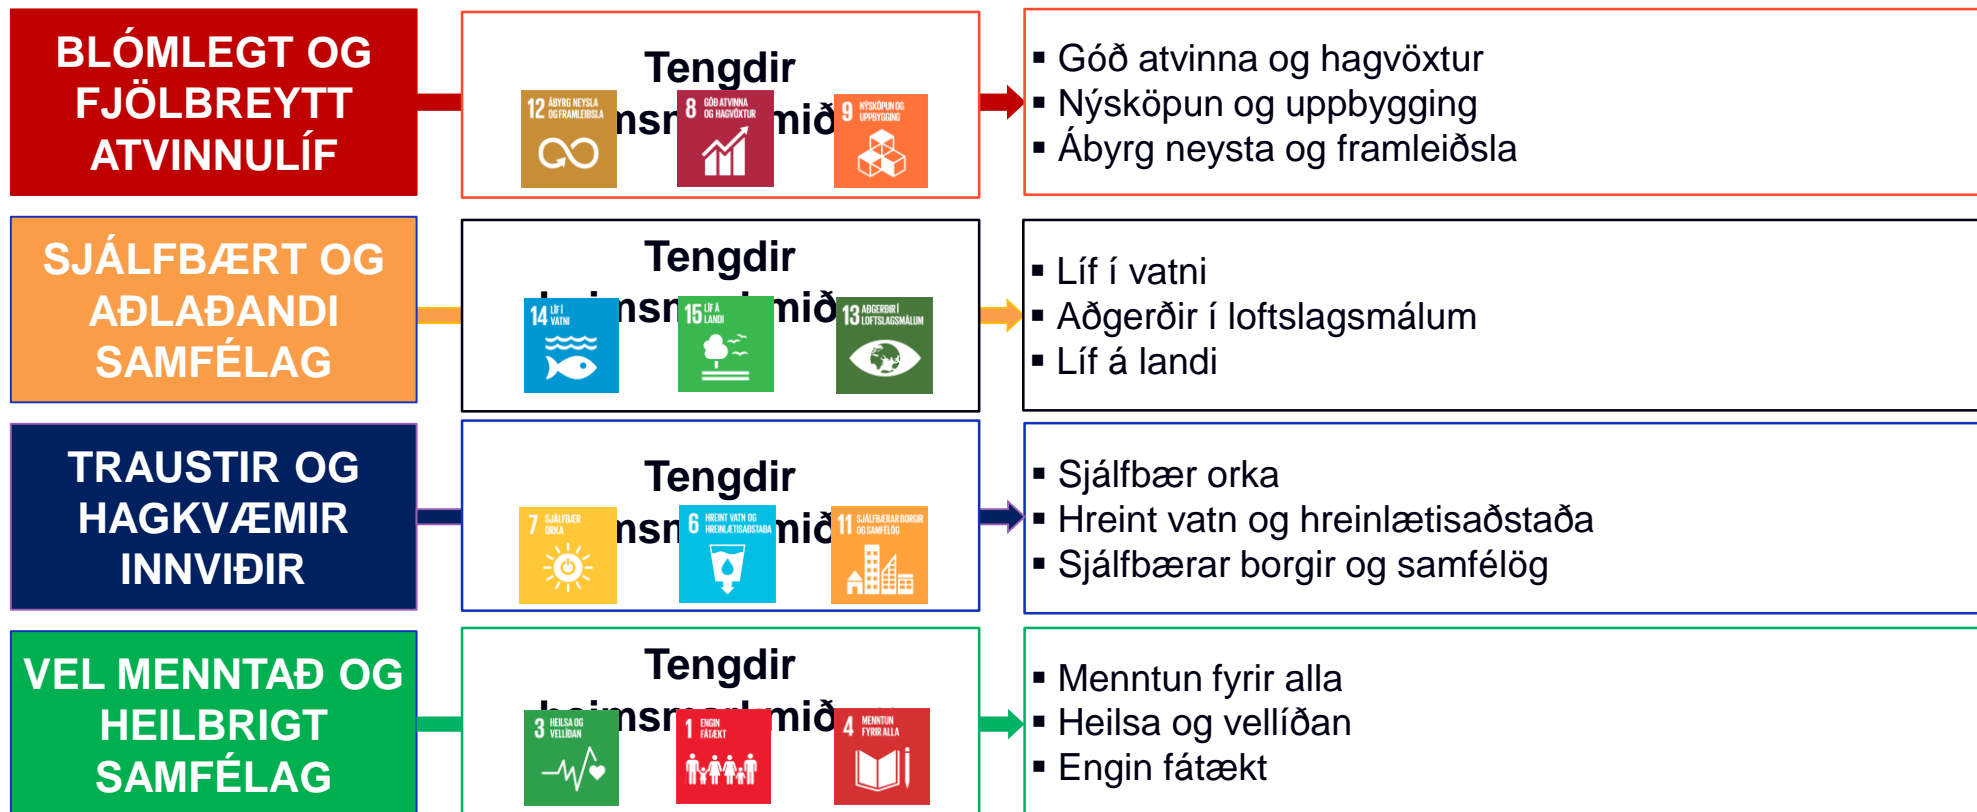 BLÓMLEGT OG
FJÖLBREYTT
ATVINNULÍF
Tengdir
12 ÁBYRG NEYSLA
OG FRAMLEIÐSLA
8 GÓÐ ATVINNA
OG HAGVÖXTUR
9 NÝSKÖPUN OG
UPPBYGGING
▪ Góð atvinna og hagvöxtur
▪ Nýsköpun og uppbygging
▪ Ábyrg neysta og framleiðsla
SJÁLFBÆRT OG
AÐLAÐANDI
SAMFÉLAG
Tengdir
14 LÍF Í
VATNI
15 LÍF Á
LANDI
13 AÐGERÐIR Í
LOFTSLAGSMÁLUM
▪ Líf í vatni
▪ Aðgerðir í loftslagsmálum
▪ Líf á landi
TRAUSTIR OG
HAGKVÆMIR
INNVIÐIR
Tengdir
7 SJÁLFBÆR
ORKA
6 HREINT VATN OG
HREINLÆTISAÐSTAÐA
11 SJÁLFBÆRAR BORGIR
OG SAMFÉLÖG
▪ Sjálfbær orka
▪ Hreint vatn og hreinlætisaðstaða
▪ Sjálfbærar borgir og samfélög
VEL MENNTAÐ OG
HEILBRIGT
SAMFÉLAG
Tengdir
3 HEILSA OG
VELLÍÐAN
1 ENGIN
FÁTÆKT
4 MENNTUN
FYRIR ALLA
▪ Menntun fyrir alla
▪ Heilsa og vellíðan
▪ Engin fátækt